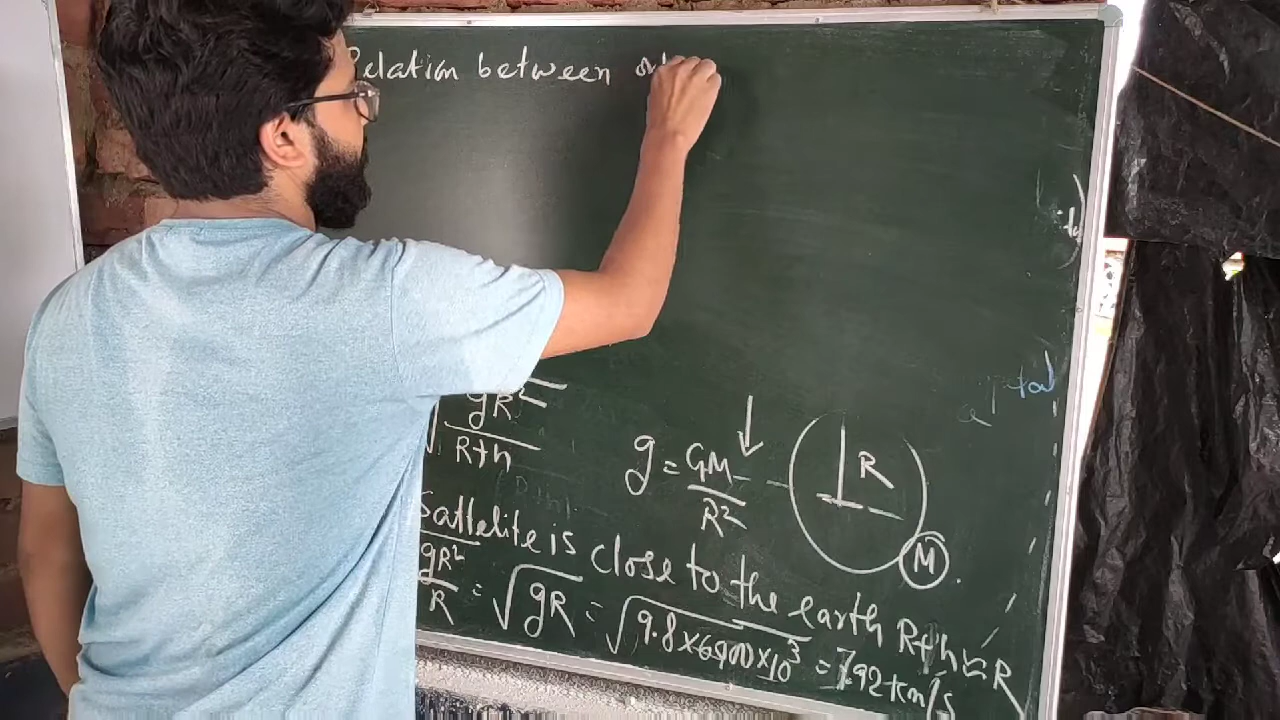 Relation between
gR²
R+h
g = GM
R²
R
M
Sattelite is close to the earth R+h ≈ R
gR²
R
= √gR = √9.8×6400×10³ = 7.92 km/s